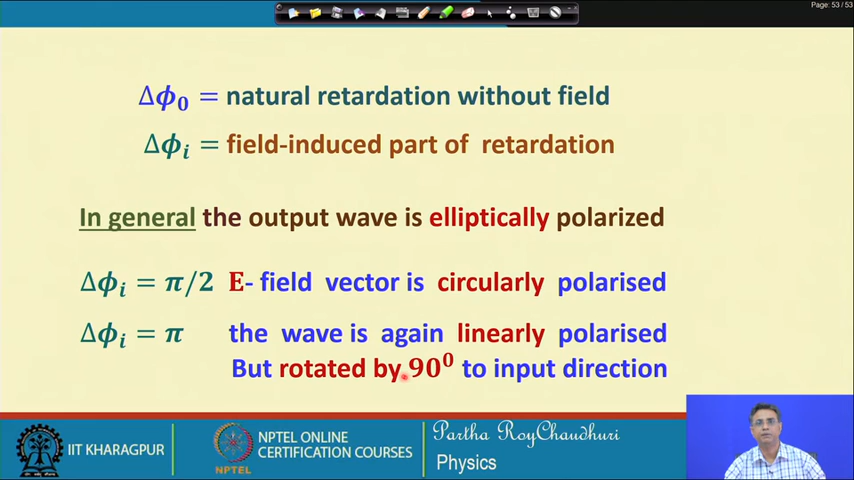 Page: 53 / 53
Δϕ₀ = natural retardation without field
Δϕᵢ = field-induced part of retardation
In general the output wave is elliptically polarized
Δϕᵢ = π/2 E- field vector is circularly polarised
Δϕᵢ = π the wave is again linearly polarised
But rotated by 90⁰ to input direction
IIT KHARAGPUR
NPTEL
NPTEL ONLINE
CERTIFICATION COURSES
Partha RoyChaudhuri
Physics